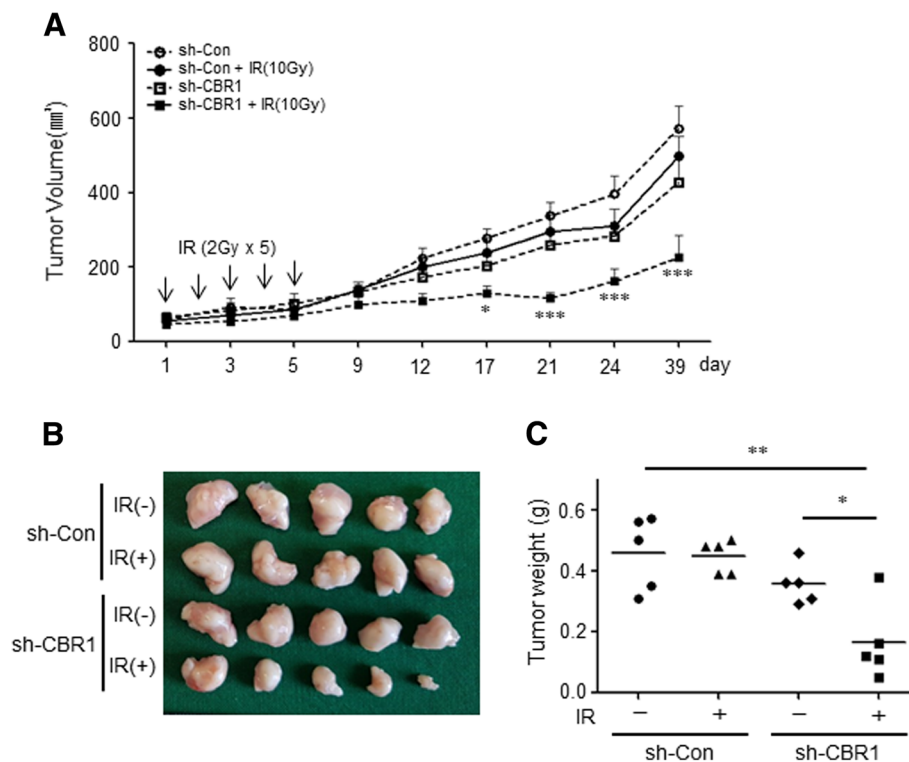 A
800
600
400
200
0
Tumor Volume(㎣)
sh-Con
sh-Con + IR(10Gy)
sh-CBR1
sh-CBR1 + IR(10Gy)
IR (2Gy x 5)
*
***
***
***
1 3 5 9 12 17 21 24 39 day
B
sh-Con
IR(-)
IR(+)
sh-CBR1
IR(-)
IR(+)
C
**
*
Tumor weight (g)
0.6
0.4
0.2
0.0
IR − + − +
sh-Con sh-CBR1